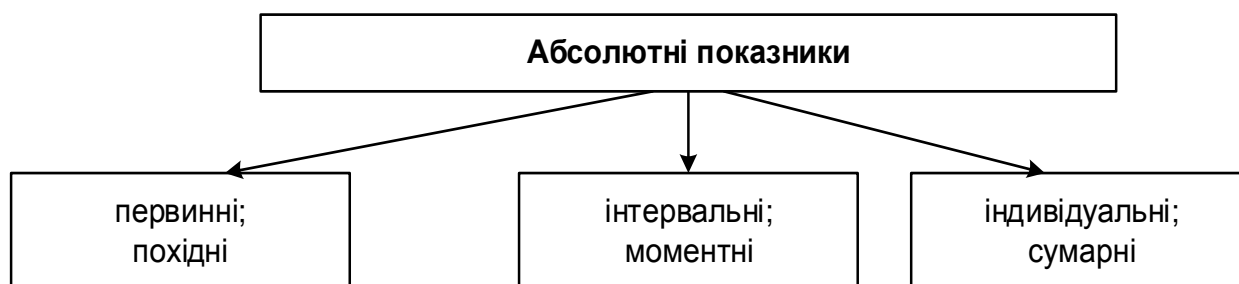 Абсолютні показники
первинні;
похідні
інтервальні;
моментні
індивідуальні;
сумарні